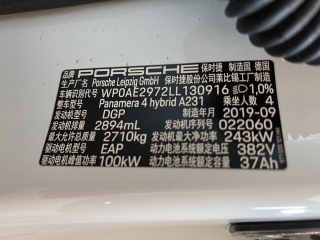 品牌 PORSCHE 保时捷 制造国 德国
生产厂名 Porsche Leipzig GmbH 保时捷股份公司莱比锡工厂制造
车辆识别代号 WP0AE2972LL130916 1,0%
整车型号 Panamera 4 hybrid A231 乘坐人数 4
发动机型号 DGP 制造年月 2019-09
发动机排量 2894mL 发动机序列号 022060
最大允许总质量 2710kg 发动机最大净功率 243kW
驱动电机型号 EAP 动力电池系统额定电压 382V
驱动电机峰值功率 100kW 动力电池系统额定容量 37Ah